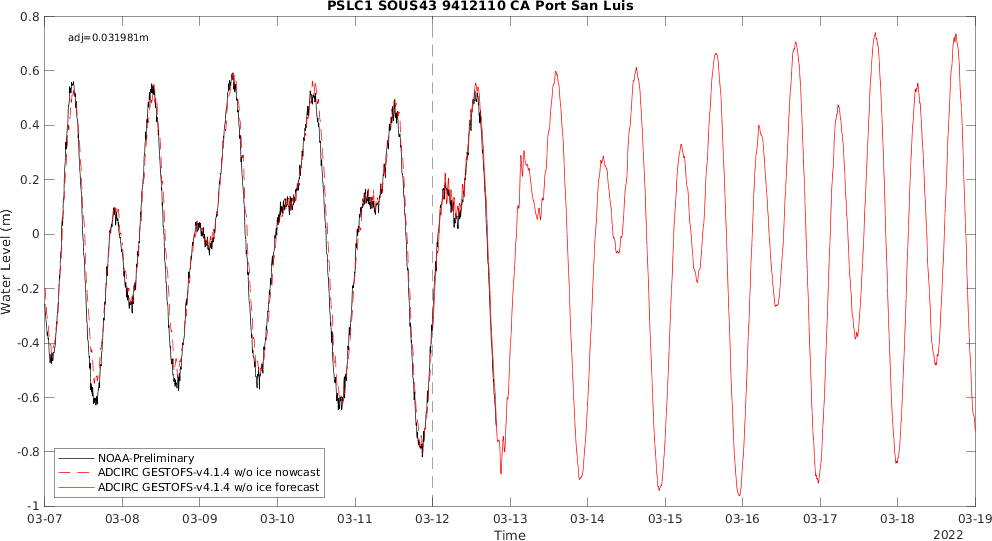 PSLC1 SOUS43 9412110 CA Port San Luis
adj=0.031981m
0.8
0.6
0.4
0.2
0
-0.2
-0.4
-0.6
-0.8
-1
Water Level (m)
NOAA-Preliminary
ADCIRC GESTOFS-v4.1.4 w/o ice nowcast
ADCIRC GESTOFS-v4.1.4 w/o ice forecast
03-07 03-08 03-09 03-10 03-11 03-12 03-13 03-14 03-15 03-16 03-17 03-18 03-19
Time
2022